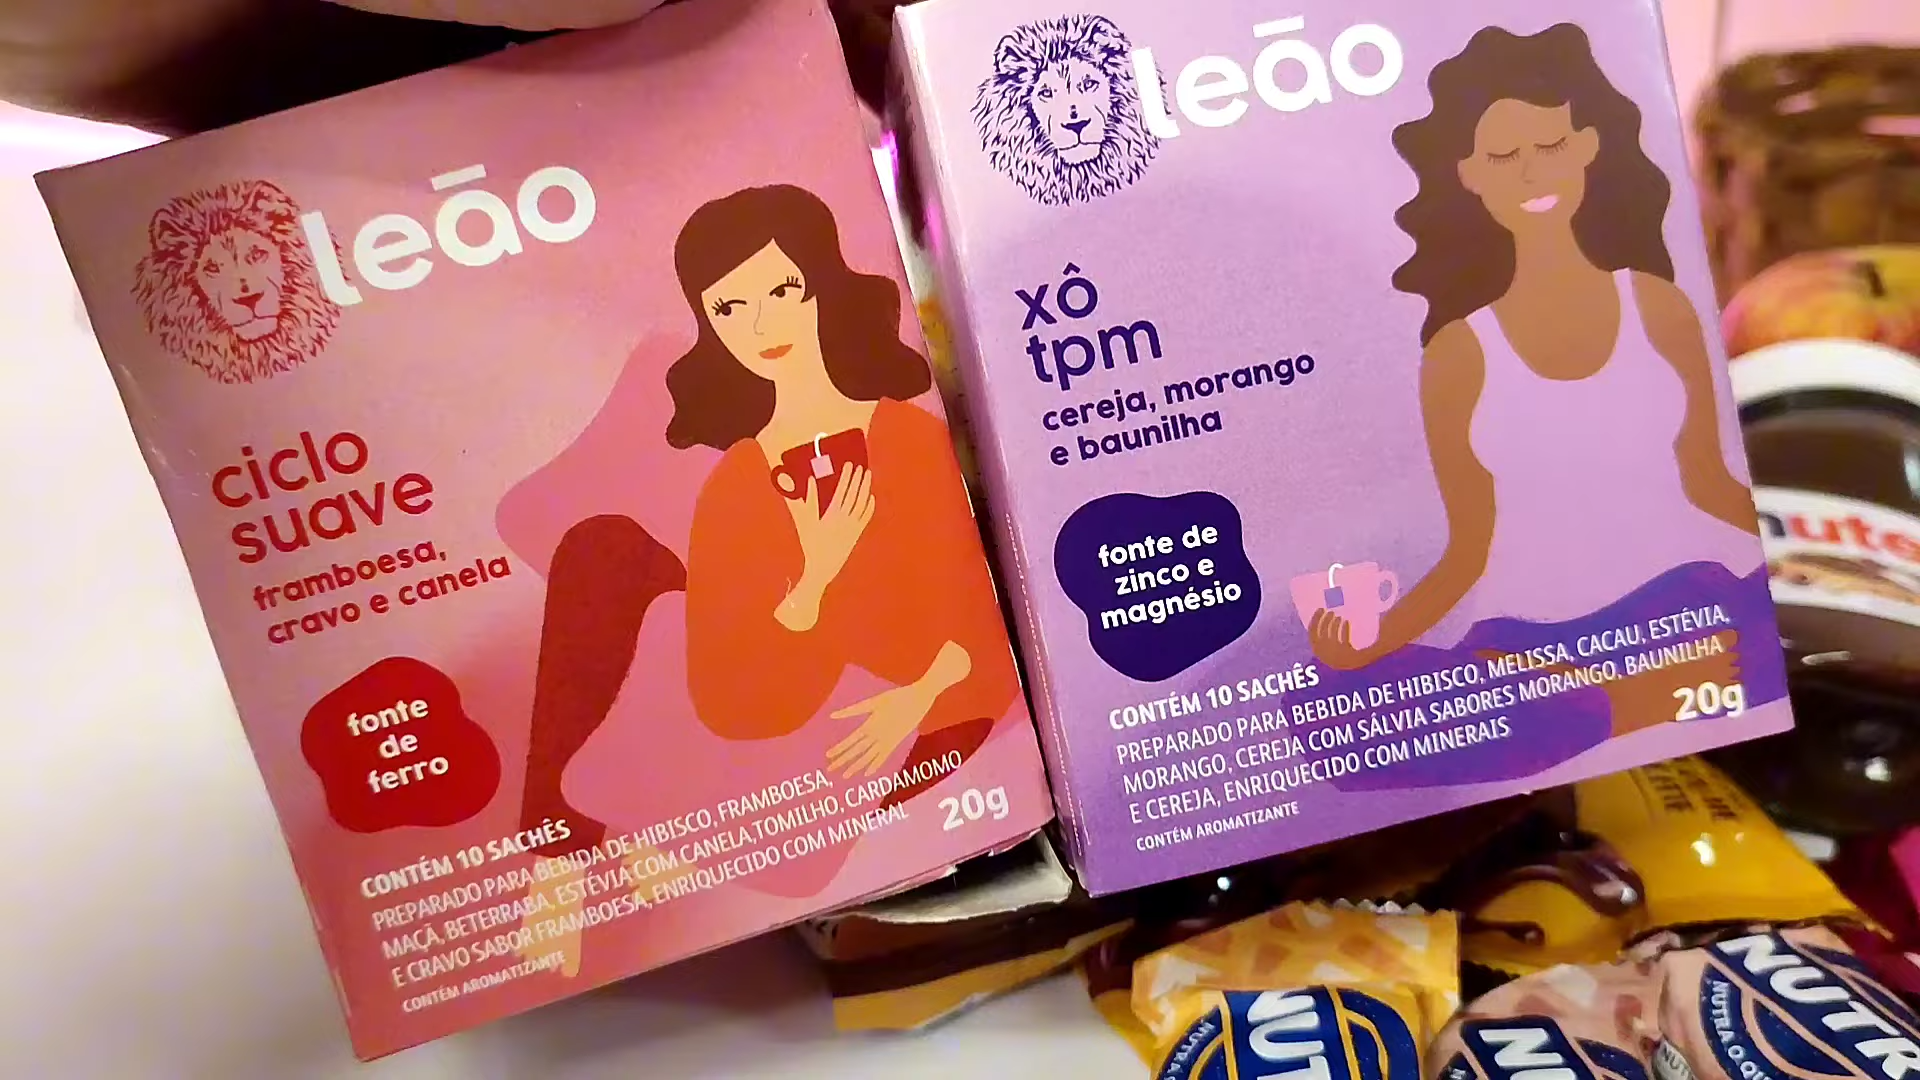 leão
ciclo
suave
framboesa,
cravo e canela
fonte
de
ferro
CONTÉM 10 SACHÊS
PREPARADO PARA BEBIDA DE HIBISCO, FRAMBOESA,
MAÇÃ, BETERRABA, ESTÉVIA COM CANELA, TOMILHO, CARDAMOMO
E CRAVO SABOR FRAMBOESA, ENRIQUECIDO COM MINERAL
CONTÉM AROMATIZANTE
20g
leão
xô
tpm
cereja, morango
e baunilha
fonte de
zinco e
magnésio
CONTÉM 10 SACHÊS
PREPARADO PARA BEBIDA DE HIBISCO, MELISSA, CACAU, ESTÉVIA,
MORANGO, CEREJA COM SÁLVIA SABORES MORANGO, BAUNILHA
E CEREJA, ENRIQUECIDO COM MINERAIS
CONTÉM AROMATIZANTE
20g
nute
NUT
NUTR